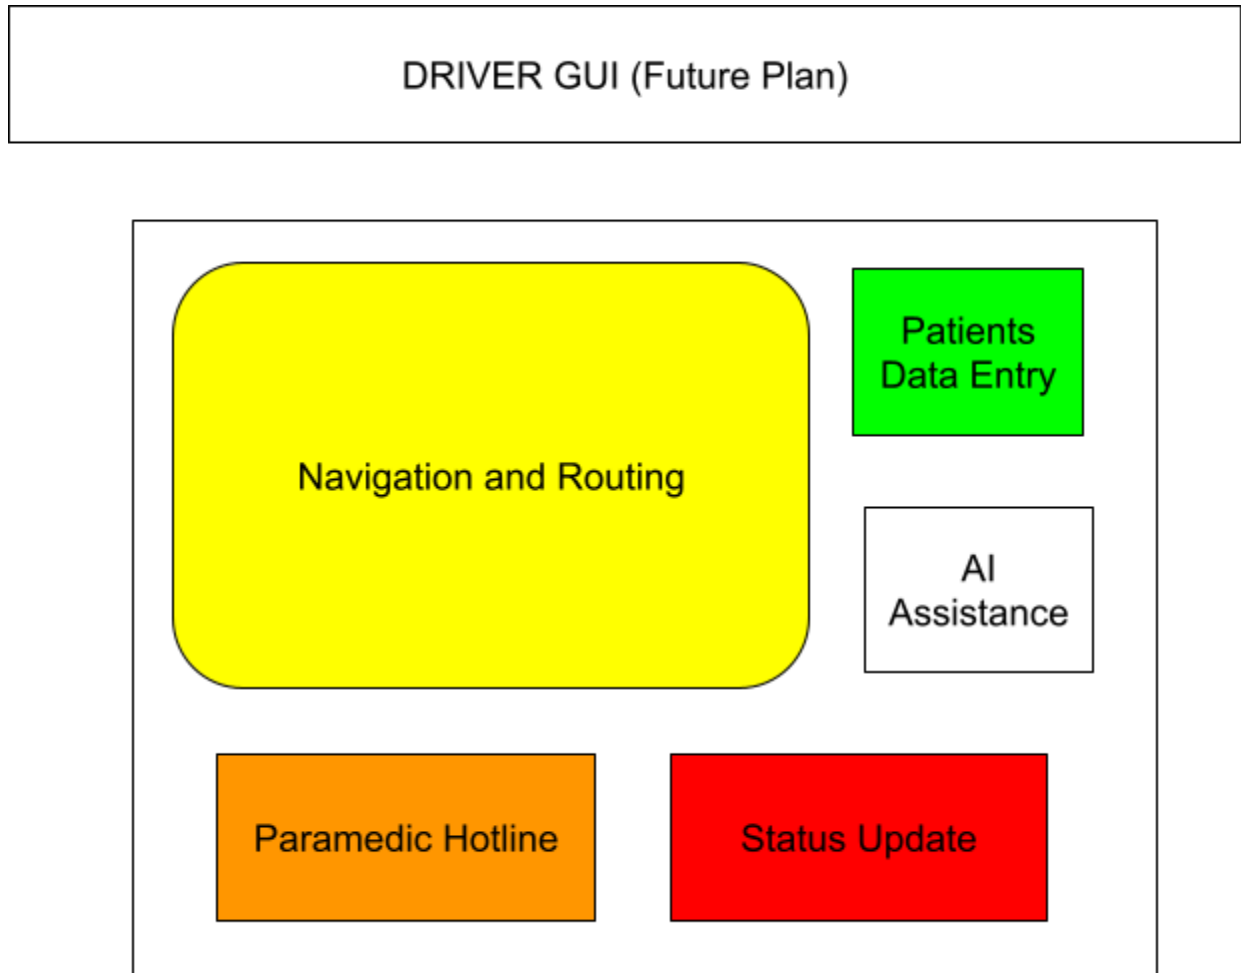 DRIVER GUI (Future Plan)
Patients
Data Entry
Navigation and Routing
AI
Assistance
Paramedic Hotline
Status Update